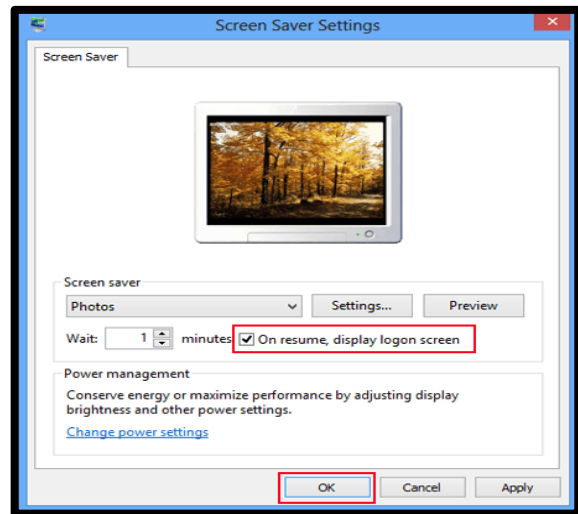 Screen Saver Settings
Screen Saver
Screen saver
Photos
Settings...
Preview
Wait: 1 minutes On resume, display logon screen
Power management
Conserve energy or maximize performance by adjusting display
brightness and other power settings.
Change power settings
OK
Cancel
Apply